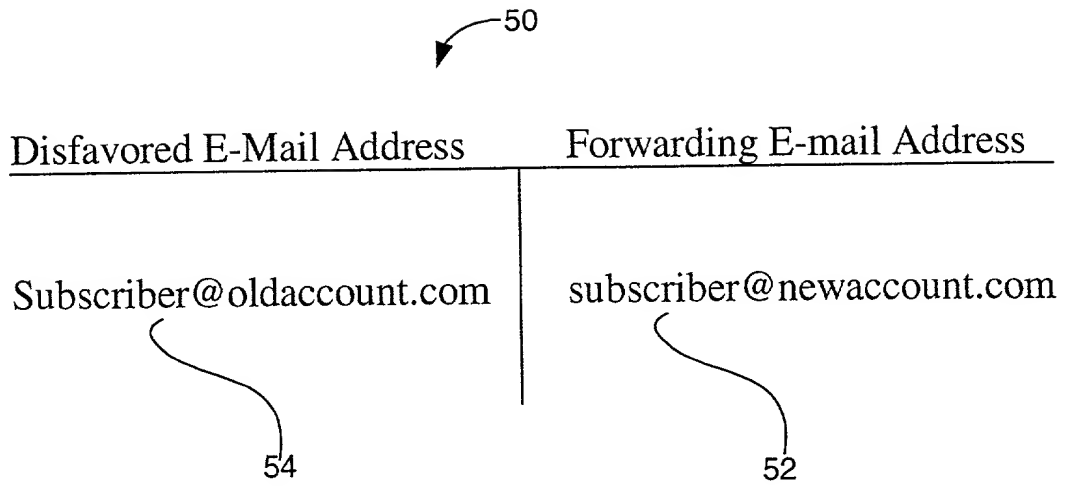 50
Disfavored E-Mail Address Forwarding E-mail Address
Subscriber@oldaccount.com subscriber@newaccount.com
54 52